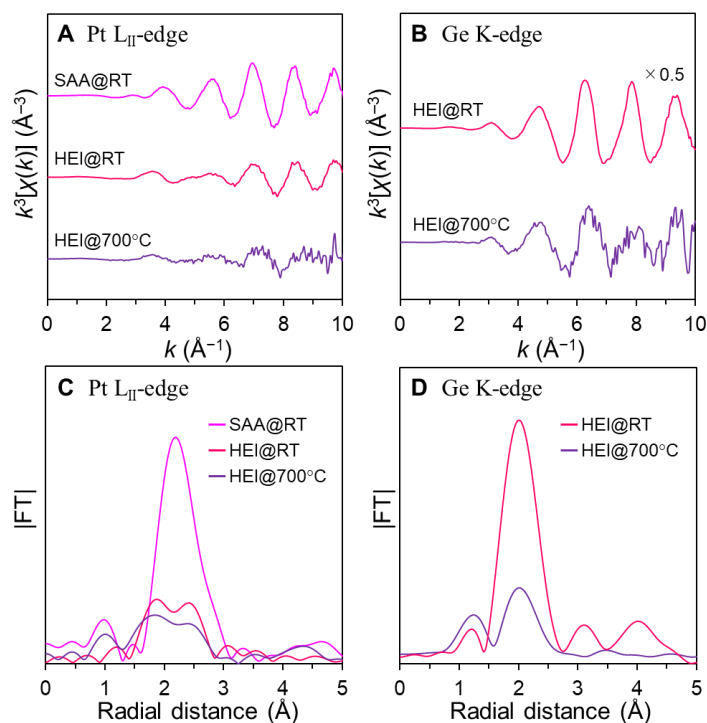 A Pt L_II-edge
SAA@RT
HEI@RT
HEI@700°C
k³[χ(k)] (Å⁻³)
0 2 4 6 8 10
k (Å⁻¹)
B Ge K-edge
× 0.5
HEI@RT
HEI@700°C
k³[χ(k)] (Å⁻³)
0 2 4 6 8 10
k (Å⁻¹)
C Pt L_II-edge
SAA@RT
HEI@RT
HEI@700°C
|FT|
0 1 2 3 4 5
Radial distance (Å)
D Ge K-edge
HEI@RT
HEI@700°C
|FT|
0 1 2 3 4 5
Radial distance (Å)